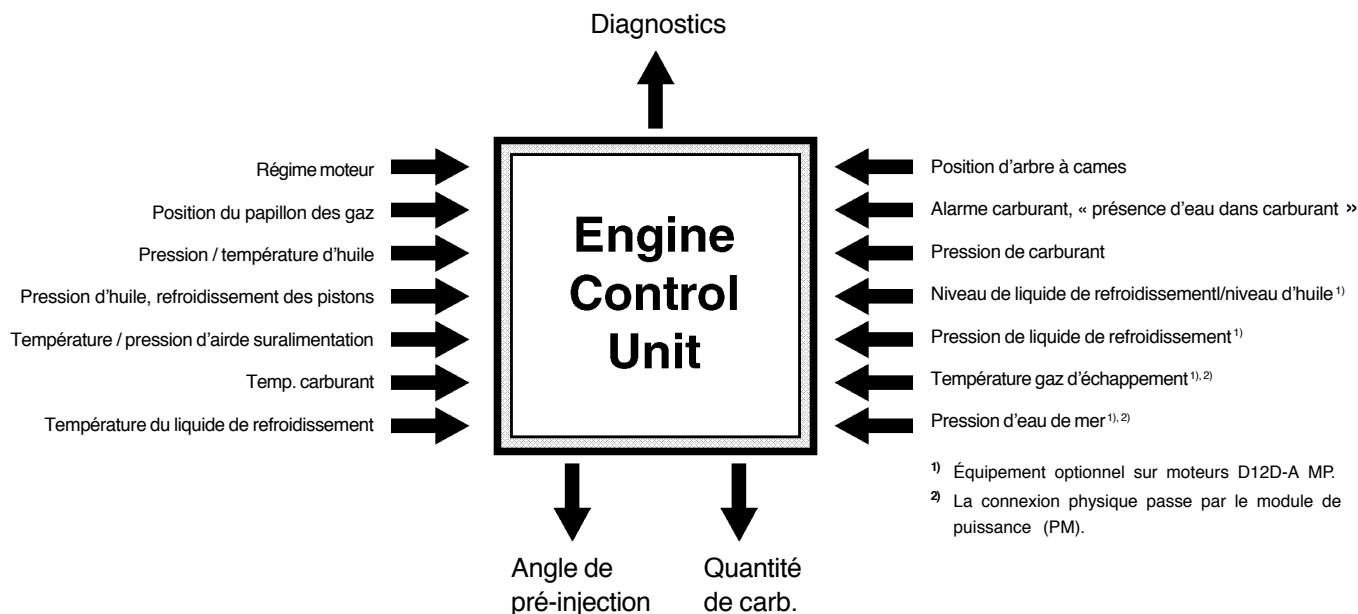 Diagnostics
Régime moteur
Position du papillon des gaz
Pression / température d'huile
Pression d'huile, refroidissement des pistons
Température / pression d'airde suralimentation
Temp. carburant
Température du liquide de refroidissement
Engine
Control
Unit
Position d'arbre à cames
Alarme carburant, « présence d'eau dans carburant »
Pression de carburant
Niveau de liquide de refroidissementl/niveau d'huile 1)
Pression de liquide de refroidissement 1)
Température gaz d'échappement 1), 2)
Pression d'eau de mer 1), 2)
1) Équipement optionnel sur moteurs D12D-A MP.
2) La connexion physique passe par le module de
puissance (PM).
Angle de
pré-injection
Quantité
de carb.